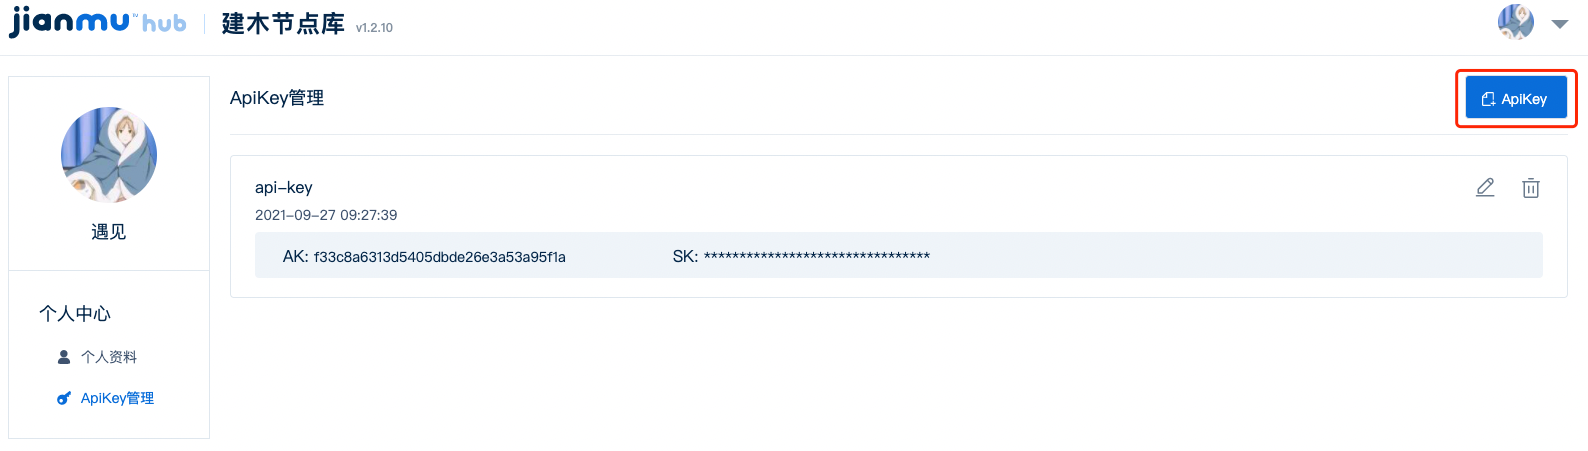 jianmu hub 建木节点库 v1.2.10
遇见
个人中心
个人资料
ApiKey管理
ApiKey管理
ApiKey
api-key
2021-09-27 09:27:39
AK: f33c8a6313d5405dbde26e3a53a95f1a SK: ********************************